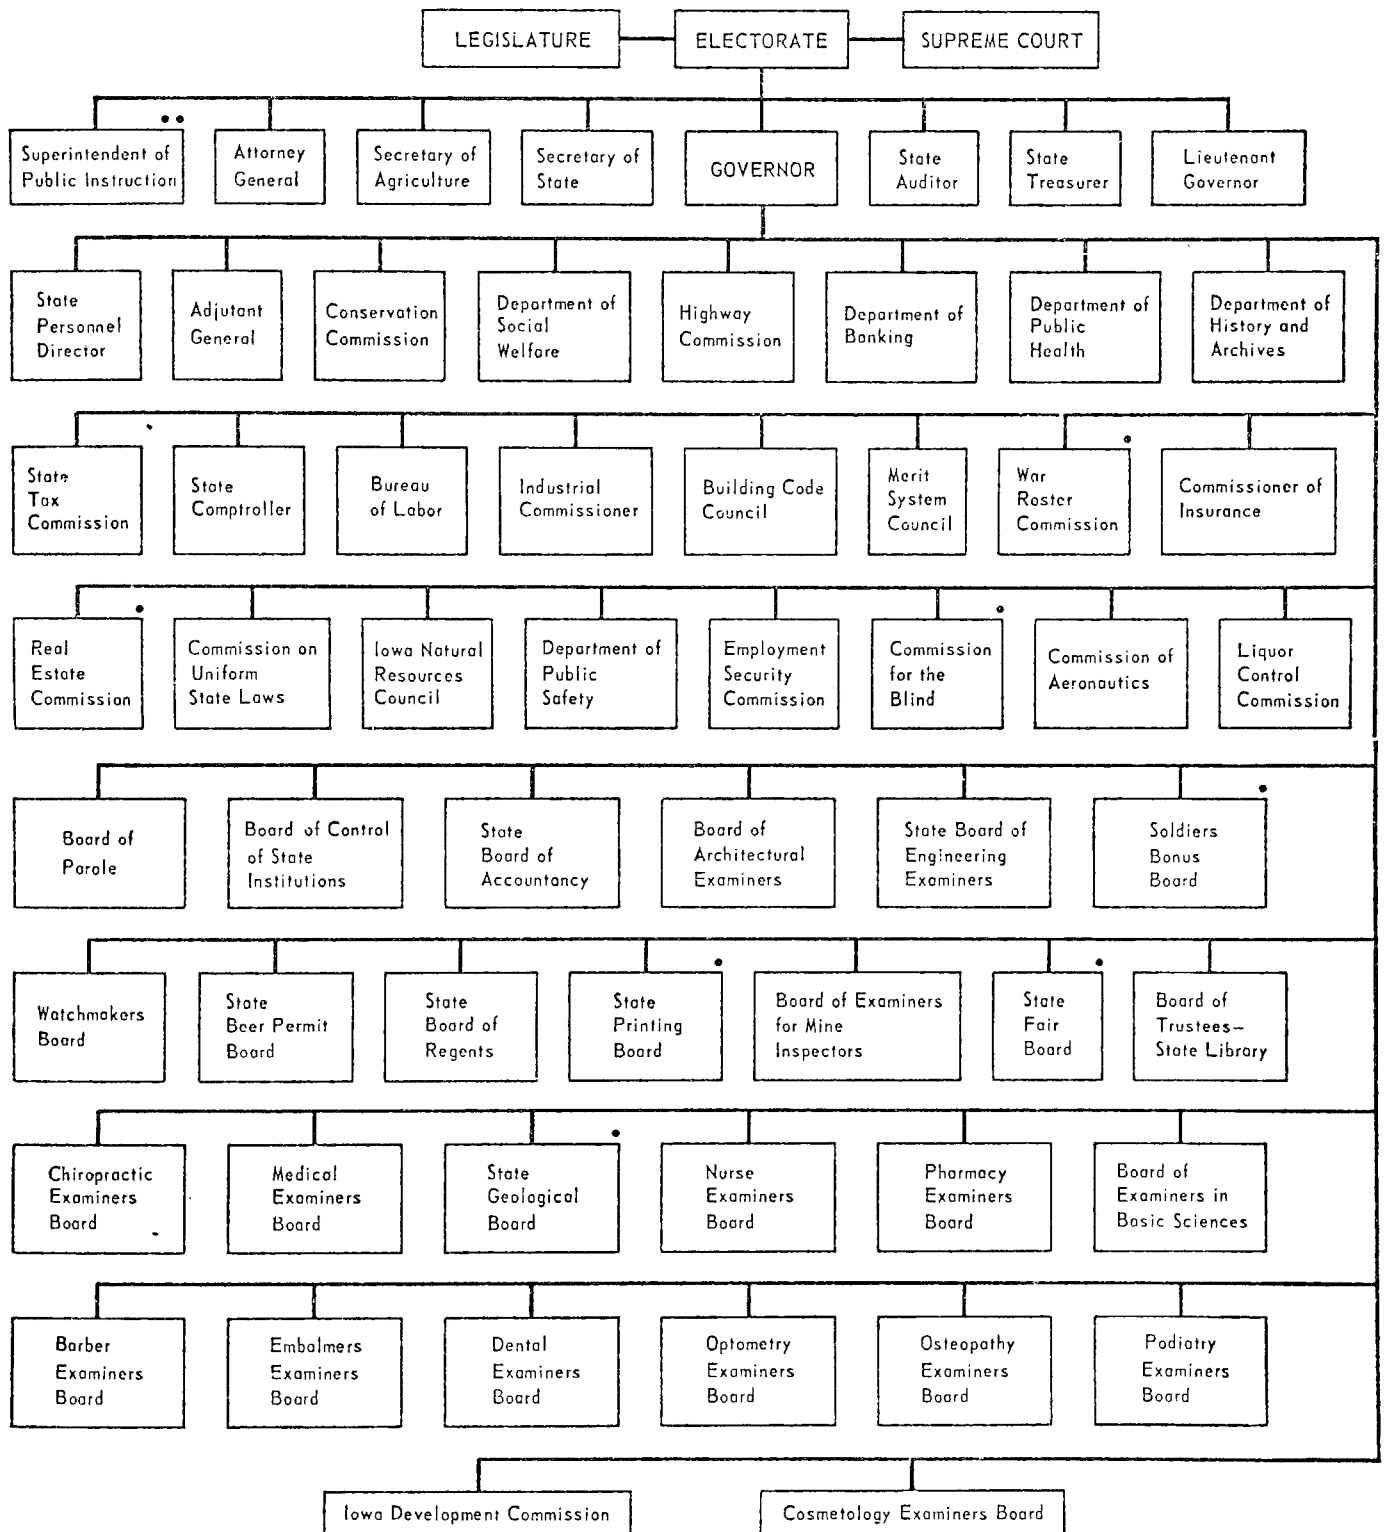 LEGISLATURE
ELECTORATE
SUPREME COURT
Superintendent of
Public Instruction
Attorney
General
Secretary of
Agriculture
Secretary of
State
GOVERNOR
State
Auditor
State
Treasurer
Lieutenant
Governor
State
Personnel
Director
Adjutant
General
Conservation
Commission
Department of
Social
Welfare
Highway
Commission
Department of
Banking
Department of
Public
Health
Department of
History and
Archives
State
Tax
Commission
State
Comptroller
Bureau
of Labor
Industrial
Commissioner
Building Code
Council
Merit
System
Council
War
Roster
Commission
Commissioner of
Insurance
Real
Estate
Commission
Commission on
Uniform
State Laws
Iowa Natural
Resources
Council
Department of
Public
Safety
Employment
Security
Commission
Commission
for the
Blind
Commission of
Aeronautics
Liquor
Control
Commission
Board of
Parole
Board of Control
of State
Institutions
State
Board of
Accountancy
Board of
Architectural
Examiners
State Board of
Engineering
Examiners
Soldiers
Bonus
Board
Watchmakers
Board
State
Beer Permit
Board
State
Board of
Regents
State
Printing
Board
Board of Examiners
for Mine
Inspectors
State
Fair
Board
Board of
Trustees—
State Library
Chiropractic
Examiners
Board
Medical
Examiners
Board
State
Geological
Board
Nurse
Examiners
Board
Pharmacy
Examiners
Board
Board of
Examiners in
Basic Sciences
Barber
Examiners
Board
Embalmers
Examiners
Board
Dental
Examiners
Board
Optometry
Examiners
Board
Osteopathy
Examiners
Board
Podiatry
Examiners
Board
Iowa Development Commission
Cosmetology Examiners Board